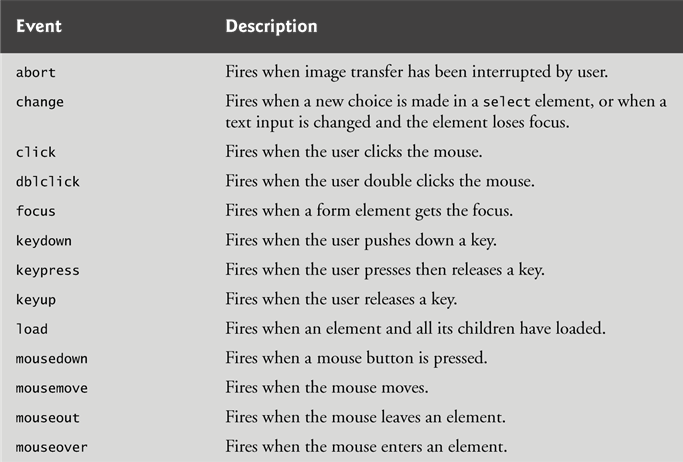 Event Description
abort Fires when image transfer has been interrupted by user.
change Fires when a new choice is made in a select element, or when a
text input is changed and the element loses focus.
click Fires when the user clicks the mouse.
dblclick Fires when the user double clicks the mouse.
focus Fires when a form element gets the focus.
keydown Fires when the user pushes down a key.
keypress Fires when the user presses then releases a key.
keyup Fires when the user releases a key.
load Fires when an element and all its children have loaded.
mousedown Fires when a mouse button is pressed.
mousemove Fires when the mouse moves.
mouseout Fires when the mouse leaves an element.
mouseover Fires when the mouse enters an element.